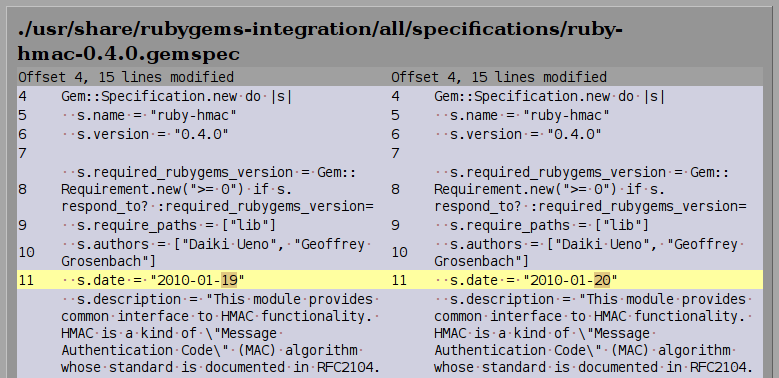 ./usr/share/rubygems-integration/all/specifications/ruby-
hmac-0.4.0.gemspec
Offset 4, 15 lines modified
4 Gem::Specification.new·do·|s|
5 ··s.name·=·"ruby-hmac"
6 ··s.version·=·"0.4.0"
7
8 ··s.required_rubygems_version·=·Gem::
Requirement.new(">=·0")·if·s.
respond_to?·:required_rubygems_version=
9 ··s.require_paths·=·["lib"]
10 ··s.authors·=·["Daiki·Ueno",·"Geoffrey·
Grosenbach"]
11 ··s.date·=·"2010-01-19"
··s.description·=·"This·module·provides·
common·interface·to·HMAC·functionality.·
HMAC·is·a·kind·of·\"Message·
Authentication·Code\"·(MAC)·algorithm·
whose·standard·is·documented·in·RFC2104.
Offset 4, 15 lines modified
4 Gem::Specification.new·do·|s|
5 ··s.name·=·"ruby-hmac"
6 ··s.version·=·"0.4.0"
7
8 ··s.required_rubygems_version·=·Gem::
Requirement.new(">=·0")·if·s.
respond_to?·:required_rubygems_version=
9 ··s.require_paths·=·["lib"]
10 ··s.authors·=·["Daiki·Ueno",·"Geoffrey·
Grosenbach"]
11 ··s.date·=·"2010-01-20"
··s.description·=·"This·module·provides·
common·interface·to·HMAC·functionality.·
HMAC·is·a·kind·of·\"Message·
Authentication·Code\"·(MAC)·algorithm·
whose·standard·is·documented·in·RFC2104.